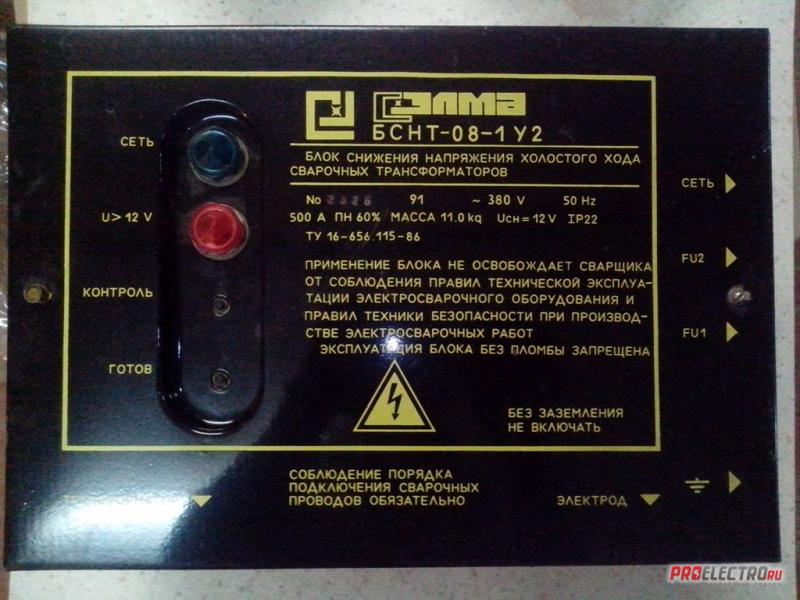 СЭЛМА
БСНТ-08-1 У2
БЛОК СНИЖЕНИЯ НАПРЯЖЕНИЯ ХОЛОСТОГО ХОДА
СВАРОЧНЫХ ТРАНСФОРМАТОРОВ
No 91 ~ 380 V 50 Hz
500 А ПН 60% МАССА 11.0 kg Uсн = 12 V IP22
ТУ 16-656.115-86
СЕТЬ
U> 12 V
КОНТРОЛЬ
ГОТОВ
ПРИМЕНЕНИЕ БЛОКА НЕ ОСВОБОЖДАЕТ СВАРЩИКА
ОТ СОБЛЮДЕНИЯ ПРАВИЛ ТЕХНИЧЕСКОЙ ЭКСПЛУА-
ТАЦИИ ЭЛЕКТРОСВАРОЧНОГО ОБОРУДОВАНИЯ И
ПРАВИЛ ТЕХНИКИ БЕЗОПАСНОСТИ ПРИ ПРОИЗВОД-
СТВЕ ЭЛЕКТРОСВАРОЧНЫХ РАБОТ
ЭКСПЛУАТАЦИЯ БЛОКА БЕЗ ПЛОМБЫ ЗАПРЕЩЕНА
БЕЗ ЗАЗЕМЛЕНИЯ
НЕ ВКЛЮЧАТЬ
СЕТЬ
FU2
FU1
СОБЛЮДЕНИЕ ПОРЯДКА
ПОДКЛЮЧЕНИЯ СВАРОЧНЫХ
ПРОВОДОВ ОБЯЗАТЕЛЬНО
ЭЛЕКТРОД
PROELECTRO.RU